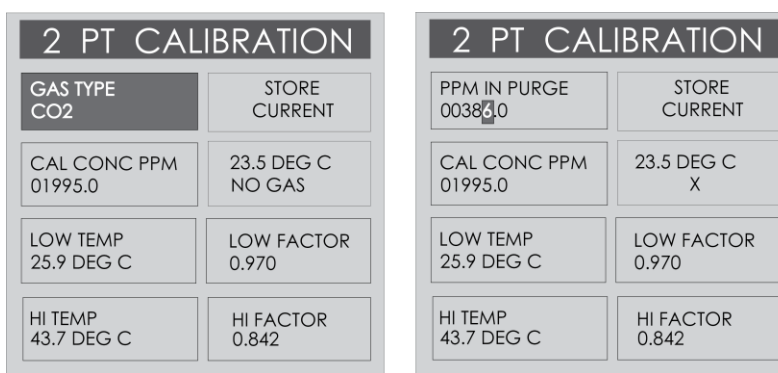 2 PT CALIBRATION
GAS TYPE
CO2
STORE
CURRENT
CAL CONC PPM
01995.0
23.5 DEG C
NO GAS
LOW TEMP
25.9 DEG C
LOW FACTOR
0.970
HI TEMP
43.7 DEG C
HI FACTOR
0.842
2 PT CALIBRATION
PPM IN PURGE
00386.0
STORE
CURRENT
CAL CONC PPM
01995.0
23.5 DEG C
X
LOW TEMP
25.9 DEG C
LOW FACTOR
0.970
HI TEMP
43.7 DEG C
HI FACTOR
0.842